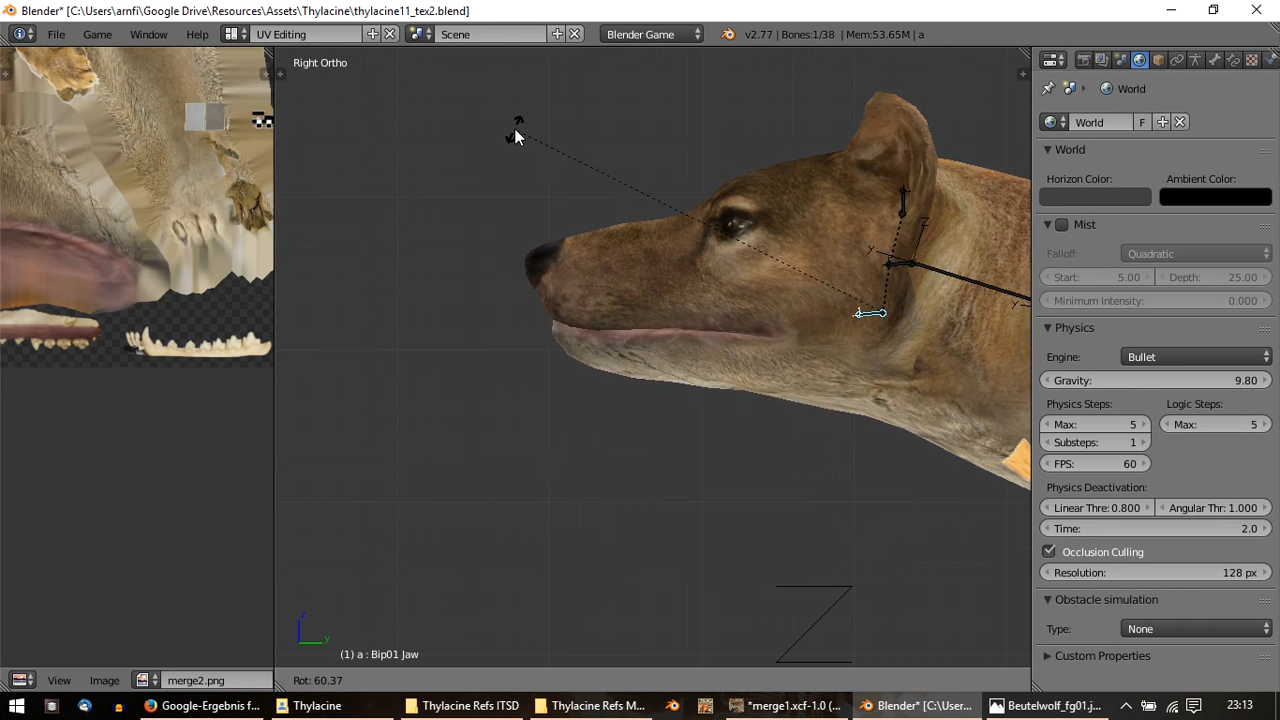 Blender* [C:\Users\arnfi\Google Drive\Resources\Assets\Thylacine\thylacine11_tex2.blend]
File Game Window Help UV Editing Scene Blender Game v2.77 | Bones:1/38 | Mem:53.65M | a
Right Ortho
World
World F
World
Horizon Color: Ambient Color:
Mist
Falloff: Quadratic
Start: 5.00 Depth: 25.00
Minimum Intensity: 0.000
Physics
Engine: Bullet
Gravity: 9.80
Physics Steps: Logic Steps:
Max: 5 Max: 5
Substeps: 1
FPS: 60
Physics Deactivation:
Linear Thre: 0.800 Angular Thr: 1.000
Time: 2.0
Occlusion Culling
Resolution: 128 px
Obstacle simulation
Type: None
Custom Properties
Z
Y
Y
z
y
(1) a : Bip01 Jaw
View Image merge2.png Rot: 60.37
Google-Ergebnis f... Thylacine Thylacine Refs ITSD Thylacine Refs M... *merge1.xcf-1.0 (... Blender* [C:\Use... Beutelwolf_fg01.j... 23:13